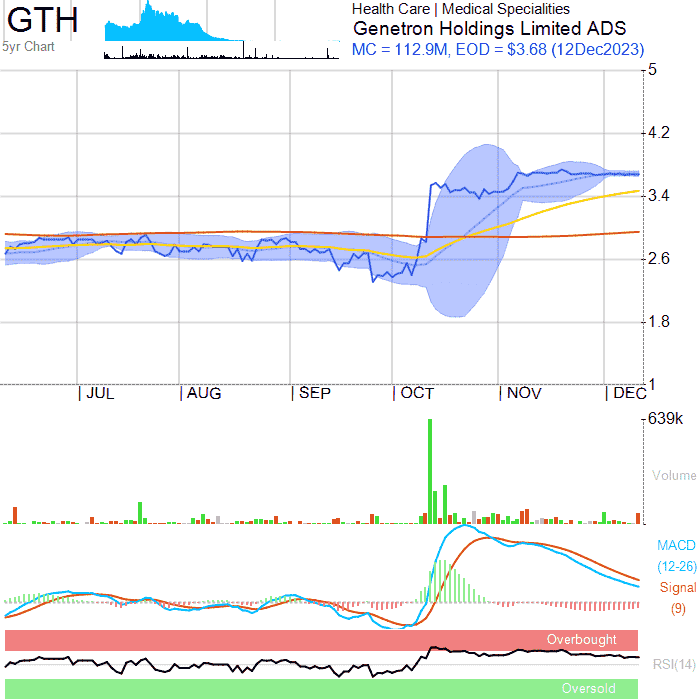 GTH
5yr Chart
Health Care | Medical Specialities
Genetron Holdings Limited ADS
MC = 112.9M, EOD = $3.68 (12Dec2023)
5
4.2
3.4
2.6
1.8
1
| JUL | AUG | SEP | OCT | NOV | DEC
639k
Volume
MACD
(12-26)
Signal
(9)
Overbought
RSI(14)
Oversold